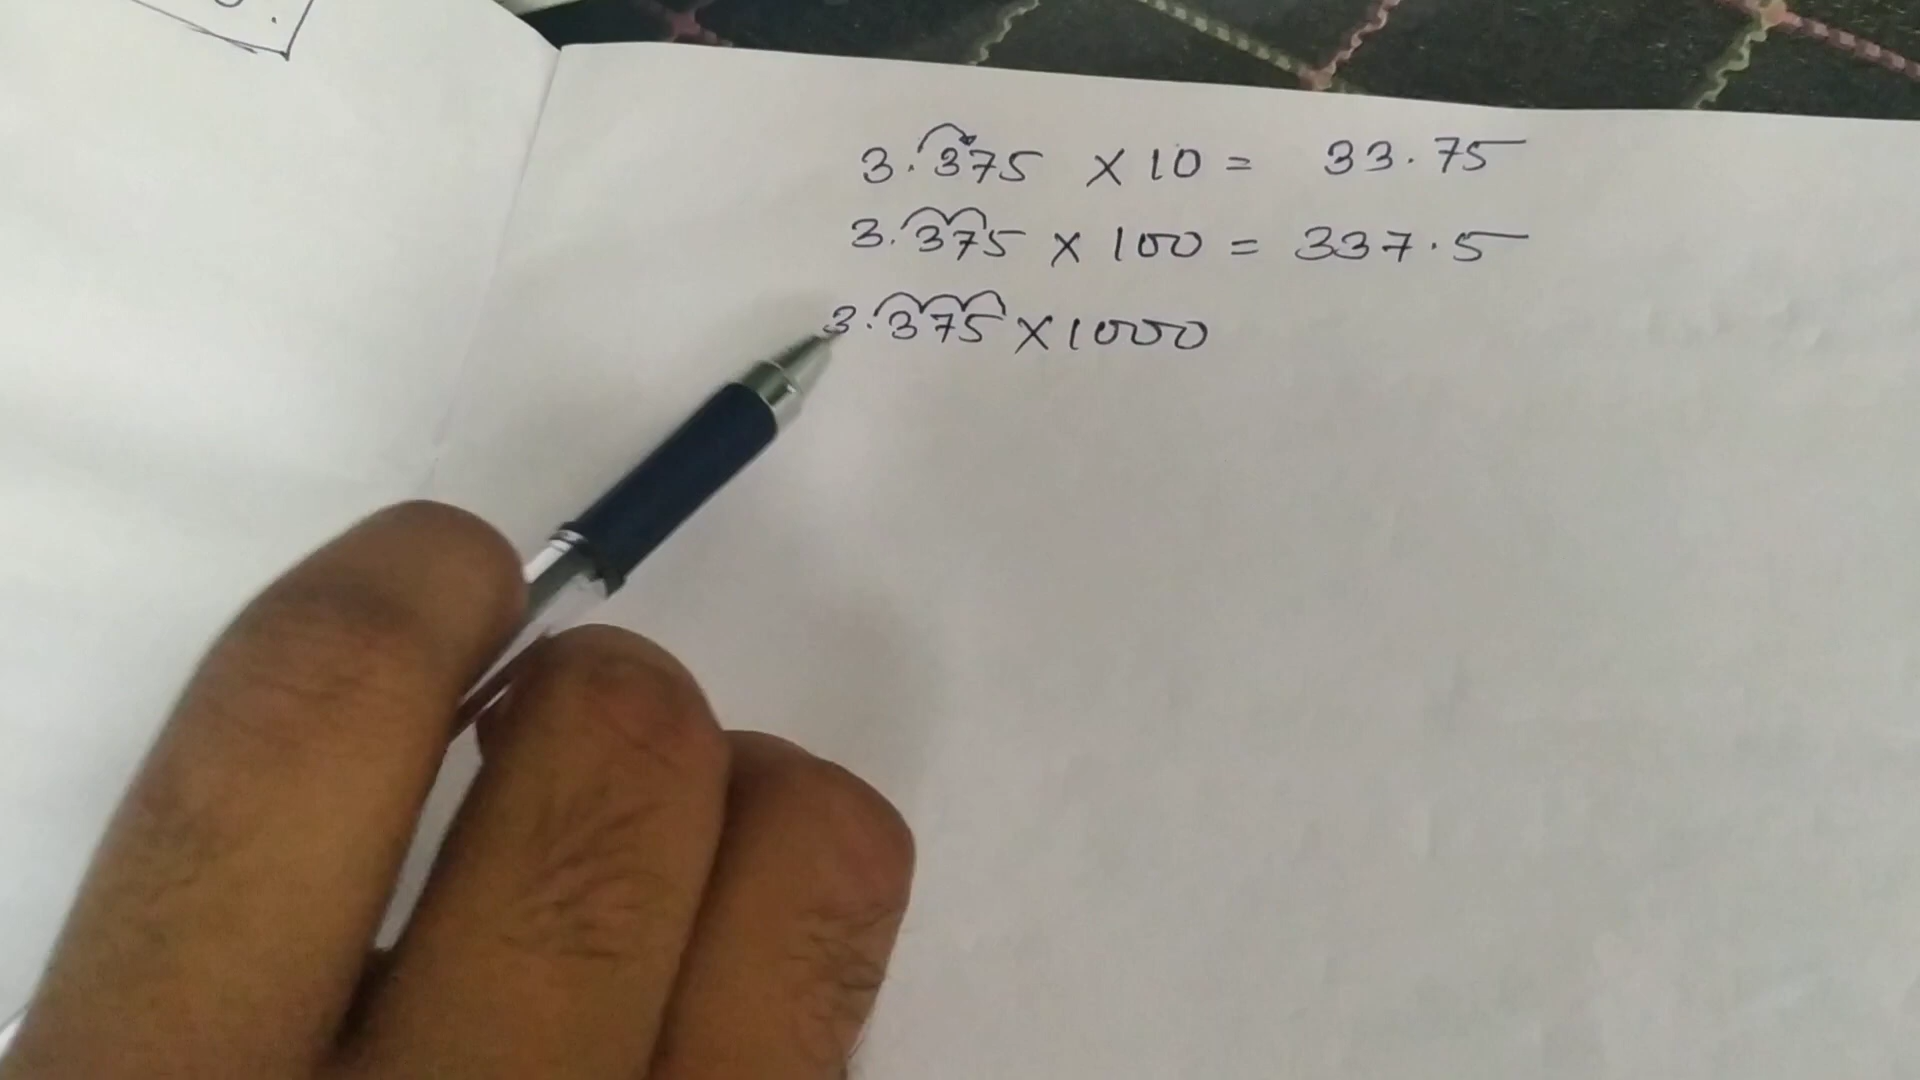 3.375 × 10 = 33.75
3.375 × 100 = 337.5
3.375 × 1000